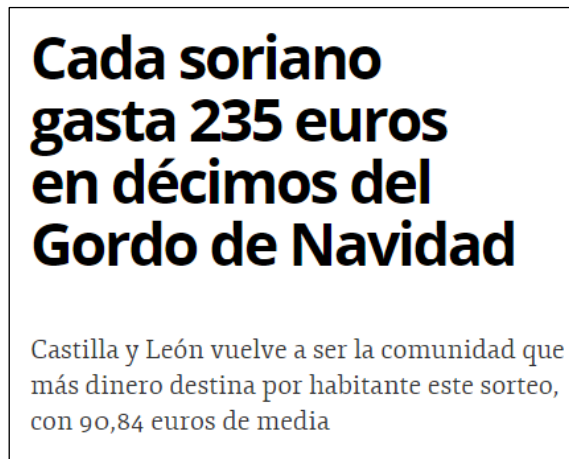 Cada soriano
gasta 235 euros
en décimos del
Gordo de Navidad
Castilla y León vuelve a ser la comunidad que
más dinero destina por habitante este sorteo,
con 90,84 euros de media